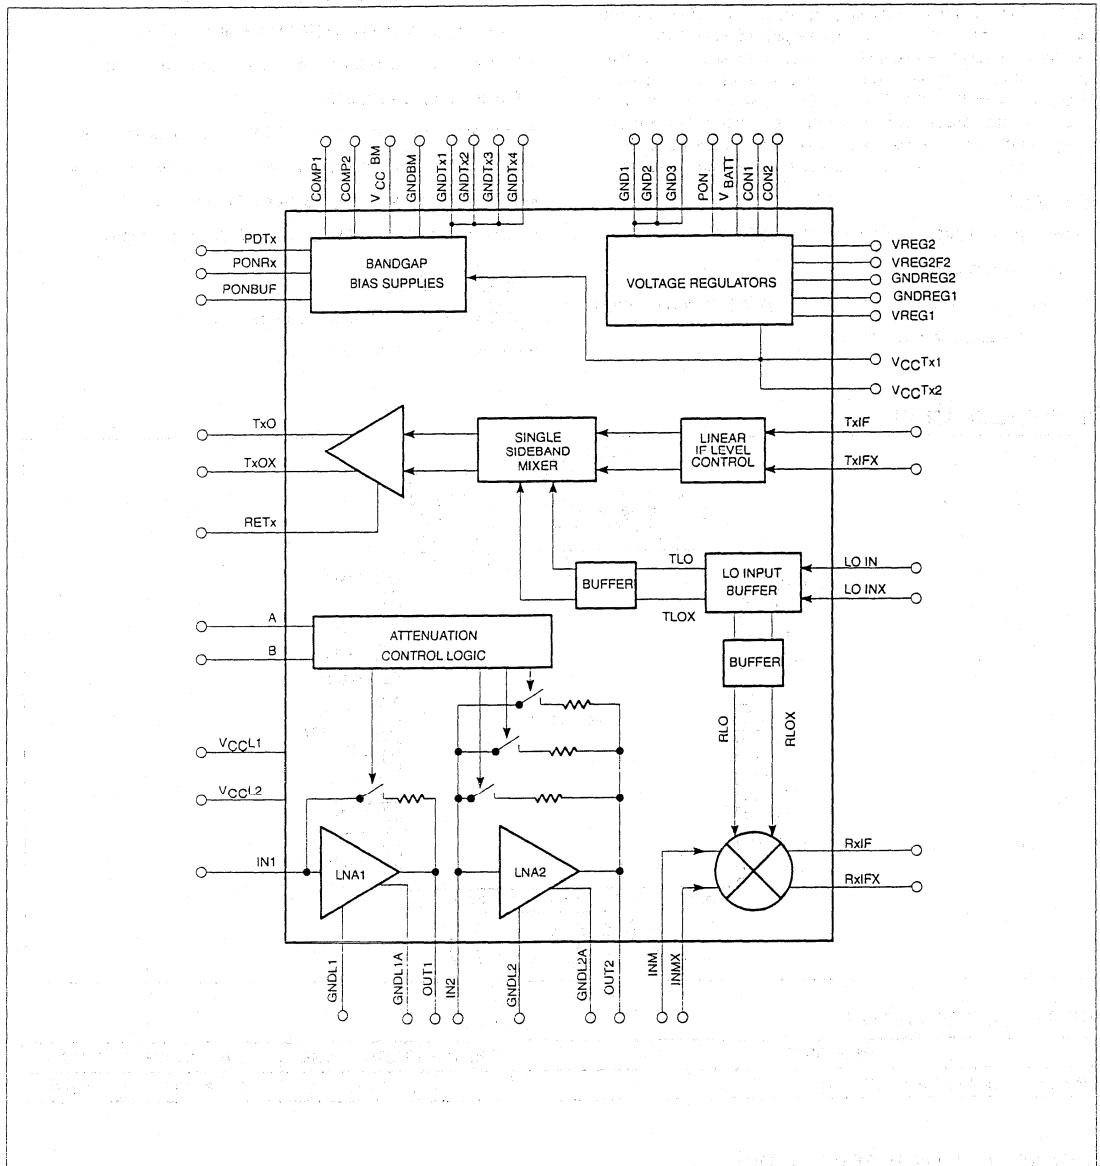 COMP1
COMP2
VCC BM
GNDBM
GNDTx1
GNDTx2
GNDTx3
GNDTx4
GND1
GND2
GND3
PON
VBATT
CON1
CON2
PDTx
PONRx
PONBUF
BANDGAP
BIAS SUPPLIES
VOLTAGE REGULATORS
VREG2
VREG2F2
GNDREG2
GNDREG1
VREG1
VCCTx1
VCCTx2
TxO
TxOX
RETx
SINGLE
SIDEBAND
MIXER
LINEAR
IF LEVEL
CONTROL
TxIF
TxIFX
TLO
BUFFER
TLOX
LO INPUT
BUFFER
LO IN
LO INX
A
B
ATTENUATION
CONTROL LOGIC
BUFFER
RLO
RLOX
VCCL1
VCCL2
IN1
LNA1
LNA2
RxIF
RxIFX
GNDL1
GNDL1A
OUT1
IN2
GNDL2
GNDL2A
OUT2
INM
INMX